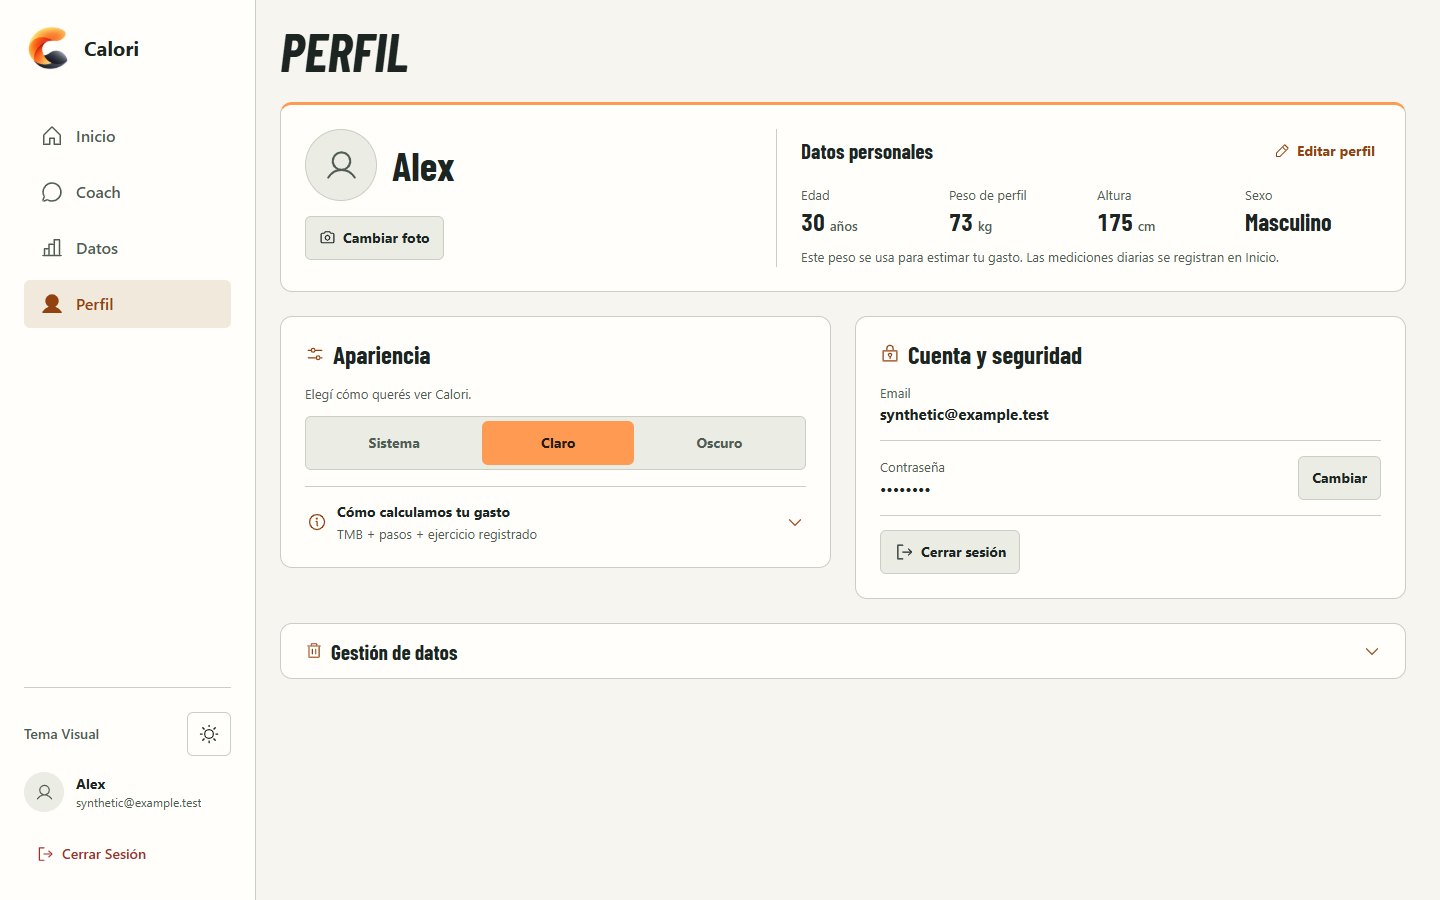 Calori
Inicio
Coach
Datos
Perfil
Tema Visual
Alex
synthetic@example.test
Cerrar Sesión
PERFIL
Alex
Cambiar foto
Datos personales
Editar perfil
Edad
30 años
Peso de perfil
73 kg
Altura
175 cm
Sexo
Masculino
Este peso se usa para estimar tu gasto. Las mediciones diarias se registran en Inicio.
Apariencia
Elegí cómo querés ver Calori.
Sistema
Claro
Oscuro
Cómo calculamos tu gasto
TMB + pasos + ejercicio registrado
Cuenta y seguridad
Email
synthetic@example.test
Contraseña
••••••••
Cambiar
Cerrar sesión
Gestión de datos